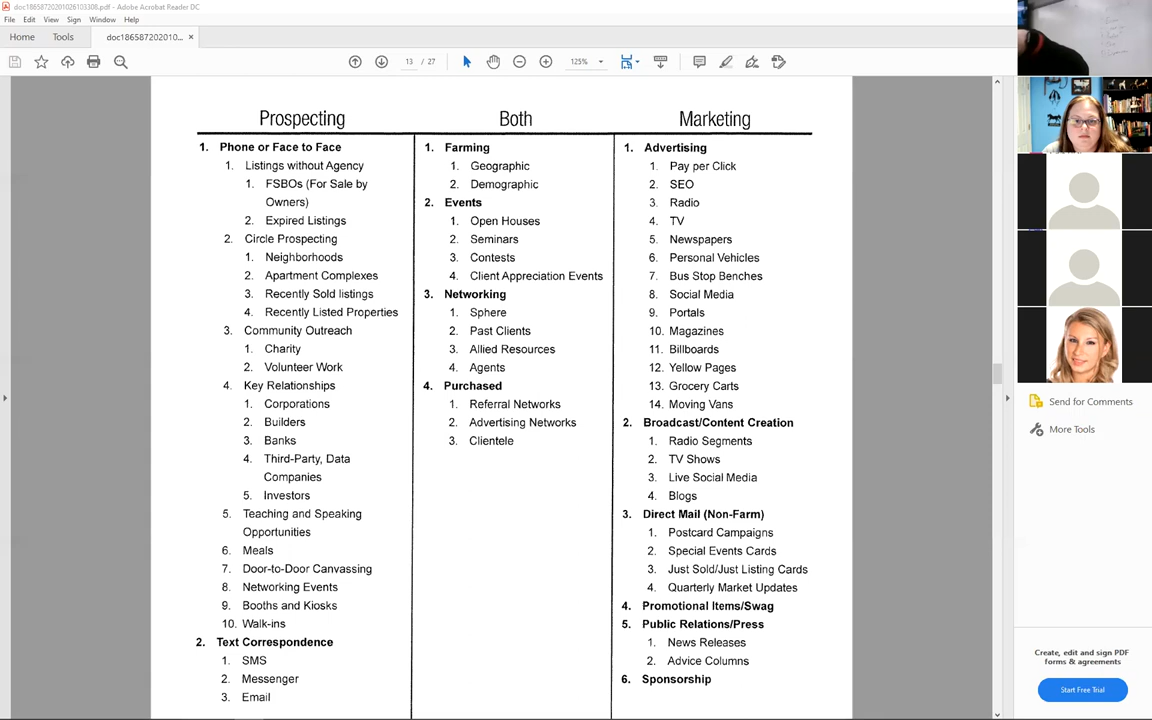 doc18658720201026103308.pdf - Adobe Acrobat Reader DC
File Edit View Sign Window Help
Home Tools doc186587202010... ×
13 / 27 125%
Prospecting
1. Phone or Face to Face
1. Listings without Agency
1. FSBOs (For Sale by
Owners)
2. Expired Listings
2. Circle Prospecting
1. Neighborhoods
2. Apartment Complexes
3. Recently Sold listings
4. Recently Listed Properties
3. Community Outreach
1. Charity
2. Volunteer Work
4. Key Relationships
1. Corporations
2. Builders
3. Banks
4. Third-Party, Data
Companies
5. Investors
5. Teaching and Speaking
Opportunities
6. Meals
7. Door-to-Door Canvassing
8. Networking Events
9. Booths and Kiosks
10. Walk-ins
2. Text Correspondence
1. SMS
2. Messenger
3. Email
Both
1. Farming
1. Geographic
2. Demographic
2. Events
1. Open Houses
2. Seminars
3. Contests
4. Client Appreciation Events
3. Networking
1. Sphere
2. Past Clients
3. Allied Resources
4. Agents
4. Purchased
1. Referral Networks
2. Advertising Networks
3. Clientele
Marketing
1. Advertising
1. Pay per Click
2. SEO
3. Radio
4. TV
5. Newspapers
6. Personal Vehicles
7. Bus Stop Benches
8. Social Media
9. Portals
10. Magazines
11. Billboards
12. Yellow Pages
13. Grocery Carts
14. Moving Vans
2. Broadcast/Content Creation
1. Radio Segments
2. TV Shows
3. Live Social Media
4. Blogs
3. Direct Mail (Non-Farm)
1. Postcard Campaigns
2. Special Events Cards
3. Just Sold/Just Listing Cards
4. Quarterly Market Updates
4. Promotional Items/Swag
5. Public Relations/Press
1. News Releases
2. Advice Columns
6. Sponsorship
Send for Comments
More Tools
Create, edit and sign PDF
forms & agreements
Start Free Trial